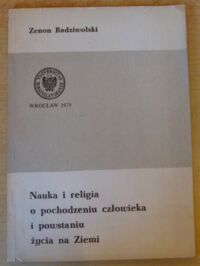 Zenon Radziwolski
WROCŁAW 1979
Nauka i religia
o pochodzeniu człowieka
i powstaniu
życia na Ziemi